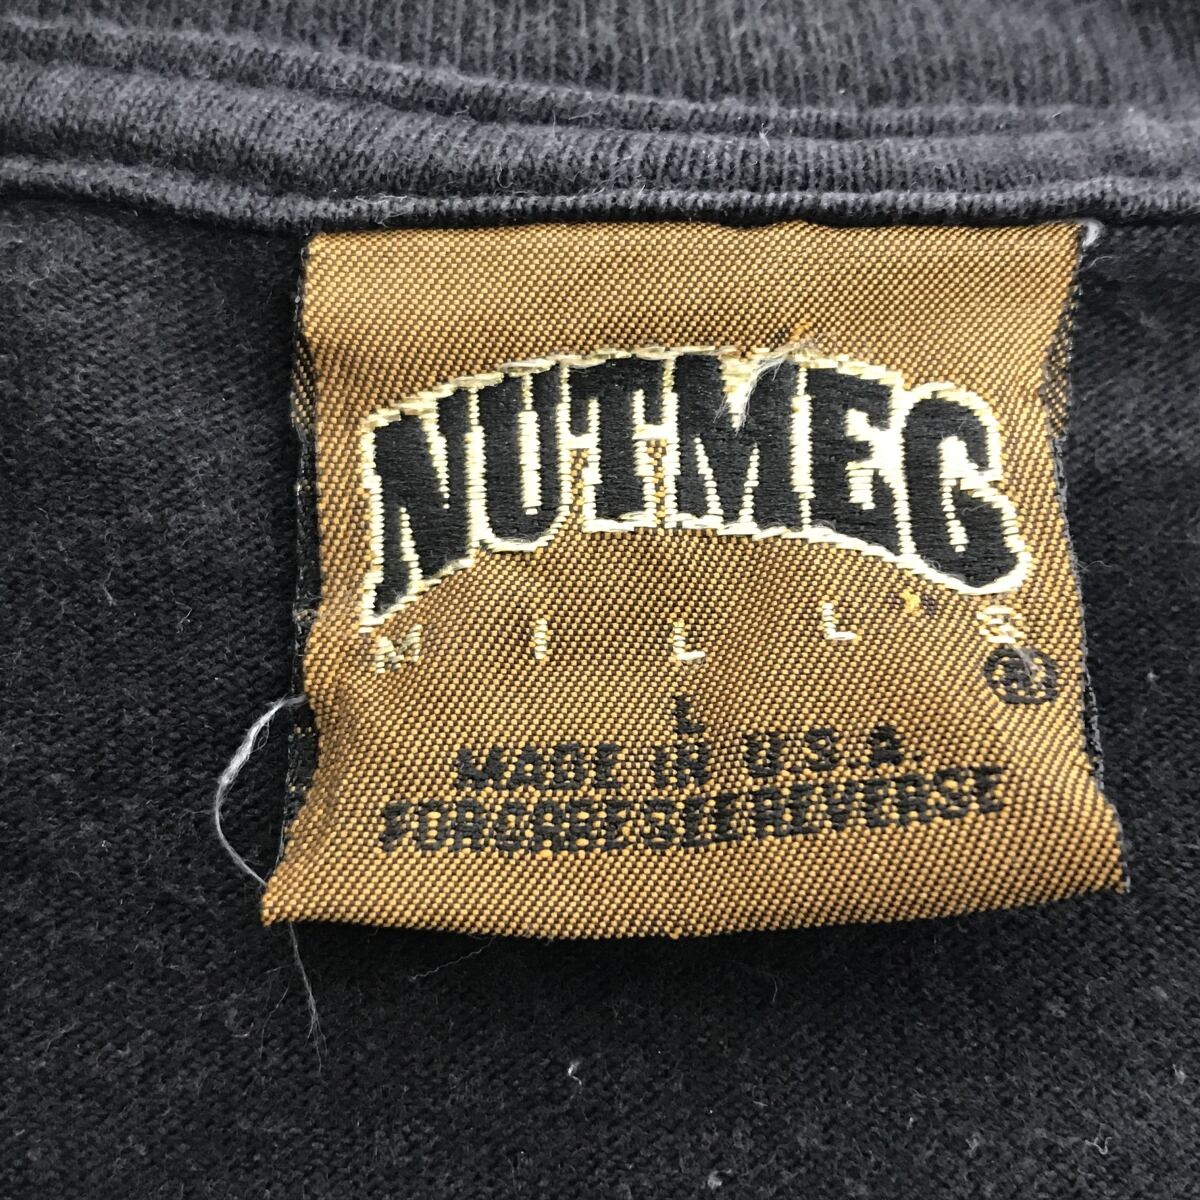 NUTMEG
MILLS ®
L
MADE IN U.S.A.
FOR CARE SEE REVERSE